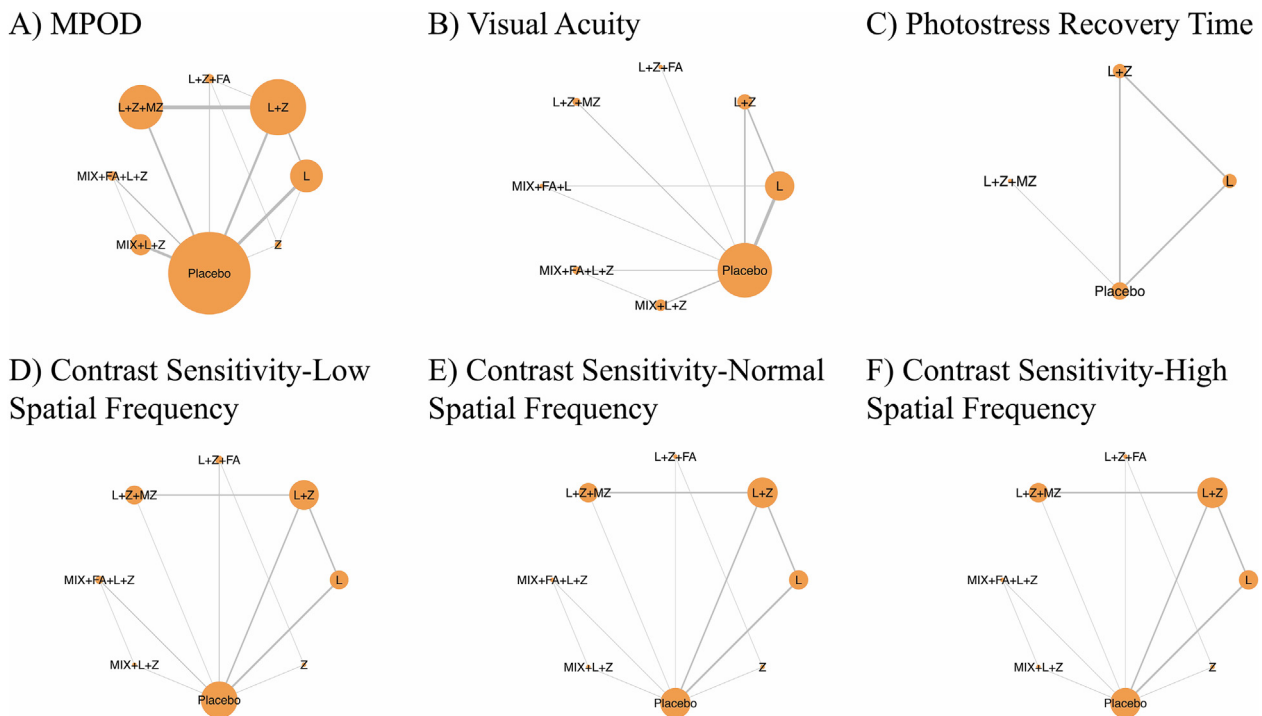 A) MPOD
L+Z+FA
L+Z+MZ
L+Z
MIX+FA+L+Z
L
MIX+L+Z
Z
Placebo
B) Visual Acuity
L+Z+FA
L+Z+MZ
L+Z
MIX+FA+L
L
MIX+FA+L+Z
Placebo
MIX+L+Z
C) Photostress Recovery Time
L+Z
L+Z+MZ
L
Placebo
D) Contrast Sensitivity-Low
Spatial Frequency
L+Z+FA
L+Z+MZ
L+Z
MIX+FA+L+Z
L
MIX+L+Z
Z
Placebo
E) Contrast Sensitivity-Normal
Spatial Frequency
L+Z+FA
L+Z+MZ
L+Z
MIX+FA+L+Z
L
MIX+L+Z
Z
Placebo
F) Contrast Sensitivity-High
Spatial Frequency
L+Z+FA
L+Z+MZ
L+Z
MIX+FA+L+Z
L
MIX+L+Z
Z
Placebo